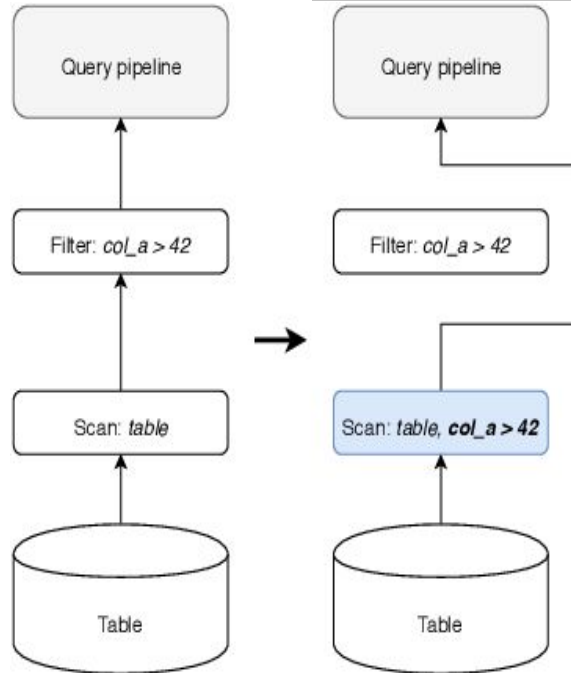 Query pipeline
Query pipeline
Filter: col_a > 42
Filter: col_a > 42
Scan: table
Scan: table, col_a > 42
Table
Table